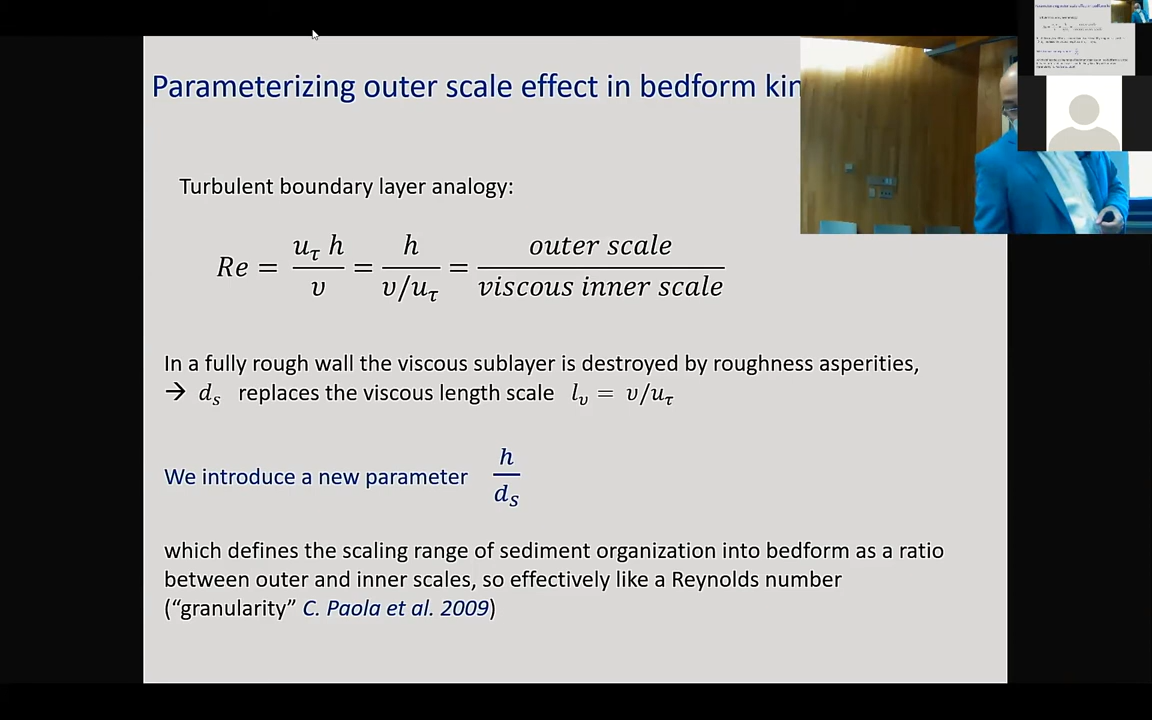 Parameterizing outer scale effect in bedform kin
Turbulent boundary layer analogy:
Re = u_τ h / υ = h / (υ/u_τ) = outer scale / viscous inner scale
In a fully rough wall the viscous sublayer is destroyed by roughness asperities,
→ d_s replaces the viscous length scale l_υ = υ/u_τ
We introduce a new parameter h / d_s
which defines the scaling range of sediment organization into bedform as a ratio
between outer and inner scales, so effectively like a Reynolds number
(“granularity” C. Paola et al. 2009)